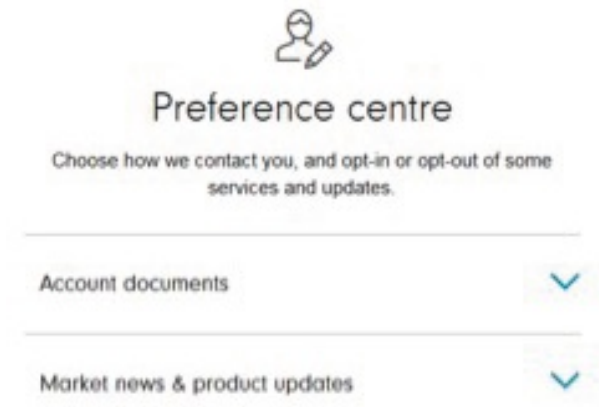 Preference centre
Choose how we contact you, and opt-in or opt-out of some
services and updates.
Account documents
Market news & product updates